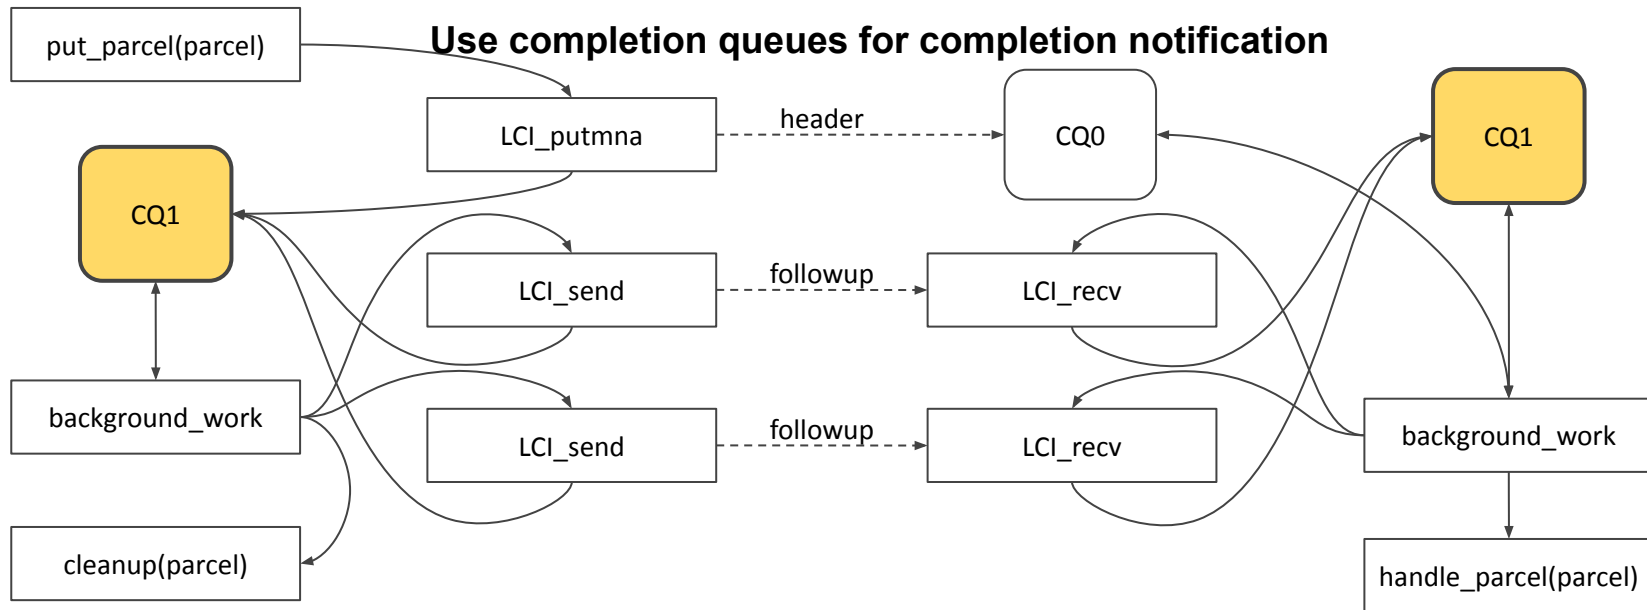 Use completion queues for completion notification
put_parcel(parcel)
LCI_putmna
header
CQ0
CQ1
CQ1
LCI_send
followup
LCI_recv
background_work
LCI_send
followup
LCI_recv
background_work
cleanup(parcel)
handle_parcel(parcel)